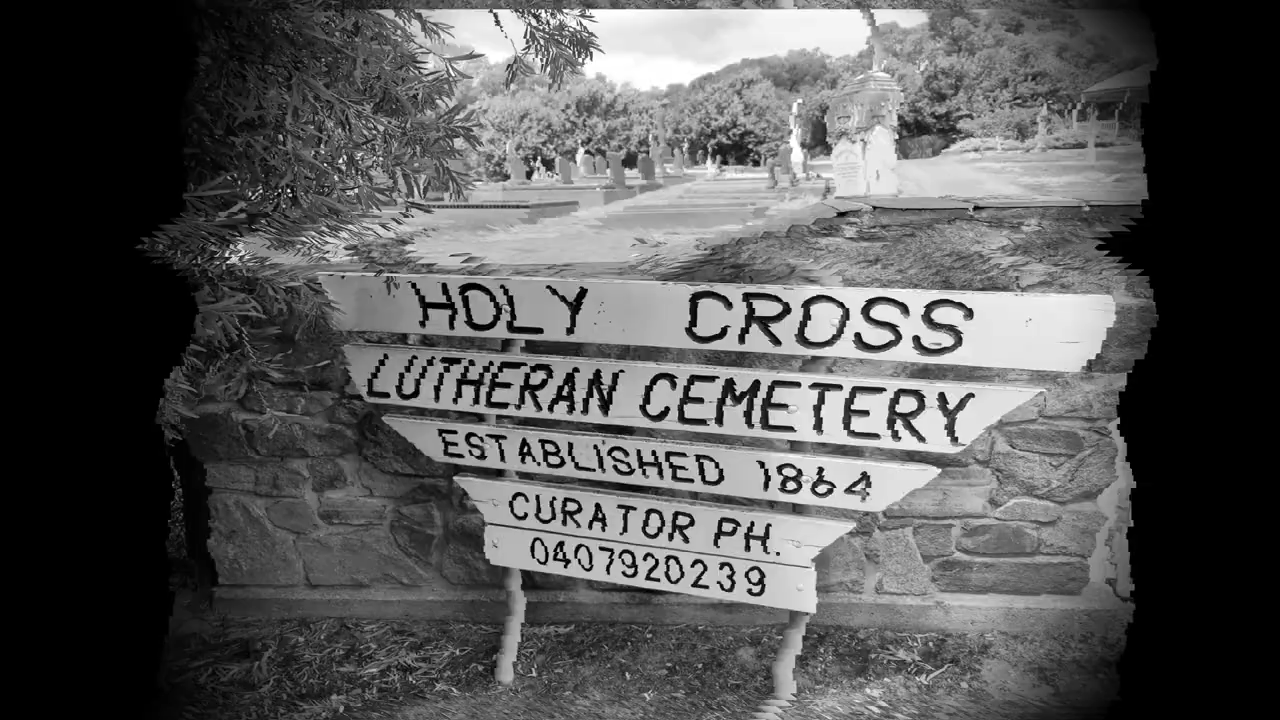 HOLY CROSS
LUTHERAN CEMETERY
ESTABLISHED 1864
CURATOR PH.
0407920239